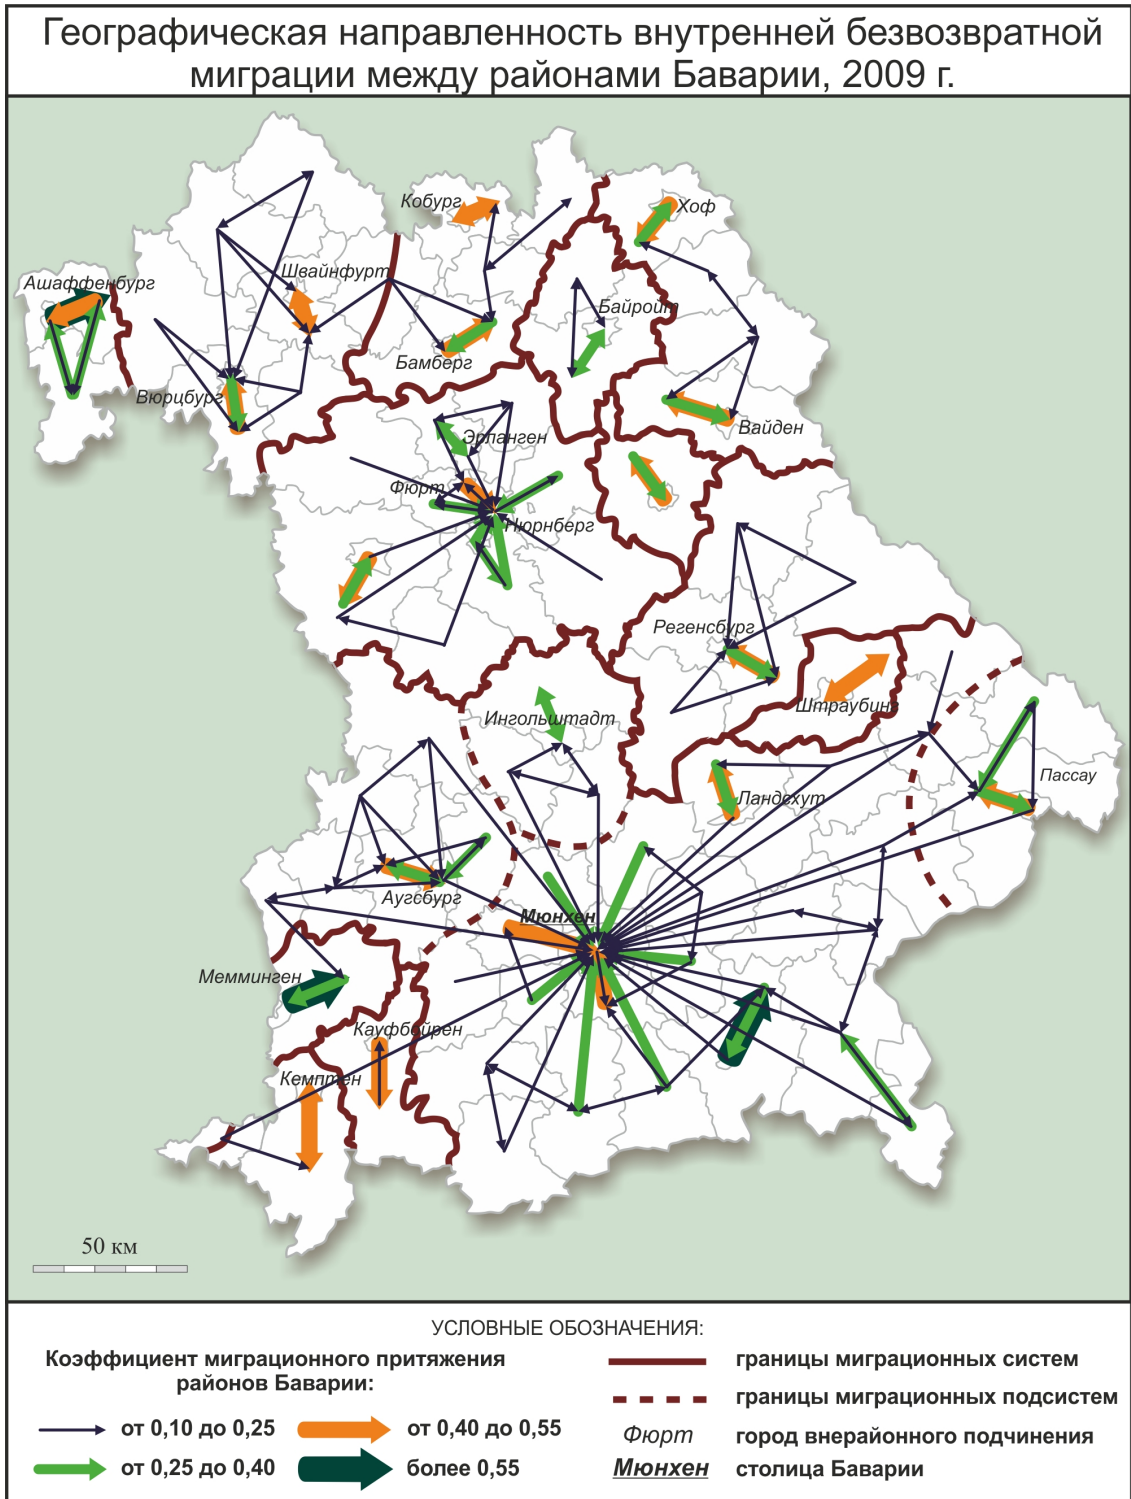 Географическая направленность внутренней безвозвратной
миграции между районами Баварии, 2009 г.
Кобург
Хоф
Швайнфурт
Ашаффенбург
Байройт
Бамберг
Вюрцбург
Вайден
Эрланген
Фюрт
Нюрнберг
Регенсбург
Штраубинг
Ингольштадт
Пассау
Ландсхут
Аугсбург
Мюнхен
Мемминген
Кауфбойрен
Кемптен
50 км
УСЛОВНЫЕ ОБОЗНАЧЕНИЯ:
Коэффициент миграционного притяжения
районов Баварии:
от 0,10 до 0,25
от 0,40 до 0,55
от 0,25 до 0,40
более 0,55
границы миграционных систем
границы миграционных подсистем
Фюрт город внерайонного подчинения
Мюнхен столица Баварии